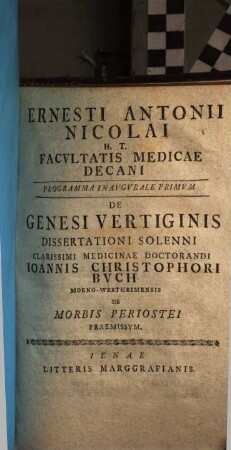 ERNESTI ANTONII
NICOLAI
H. T.
FACVLTATIS MEDICAE
DECANI
PROGRAMMA INAVGVRALE PRIMVM
DE
GENESI VERTIGINIS
DISSERTATIONI SOLENNI
CLARISSIMI MEDICINAE DOCTORANDI
IOANNIS CHRISTOPHORI
BVCH
MOENO-WERTHEIMENSIS
DE
MORBIS PERIOSTEI
PRAEMISSVM.
IENAE
LITTERIS MARGGRAFIANIS.